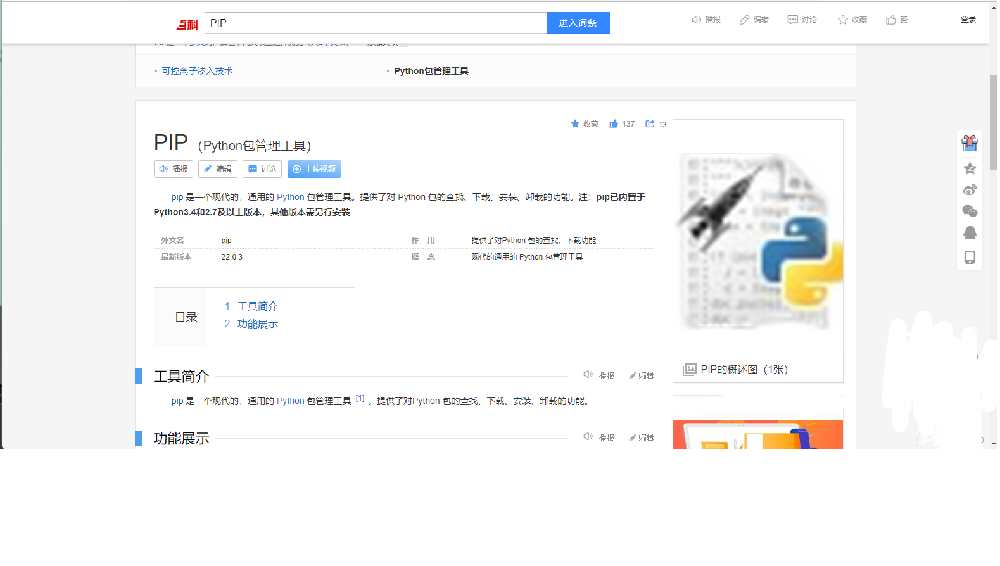 PIP
进入词条
播报
编辑
讨论
收藏
赞
登录
可控离子渗入技术
Python包管理工具
收藏
137
13
PIP（Python包管理工具）
播报
编辑
讨论
上传视频
pip 是一个现代的，通用的 Python 包管理工具。提供了对 Python 包的查找、下载、安装、卸载的功能。注：pip已内置于
Python3.4和2.7及以上版本，其他版本需另行安装
外文名 pip
作 用 提供了对Python 包的查找、下载功能
最新版本 22.0.3
概 念 现代的通用的 Python 包管理工具
目录
1 工具简介
2 功能展示
PIP的概述图（1张）
工具简介
播报
编辑
pip 是一个现代的，通用的 Python 包管理工具 [1] 。提供了对Python 包的查找、下载、安装、卸载的功能。
功能展示
播报
编辑